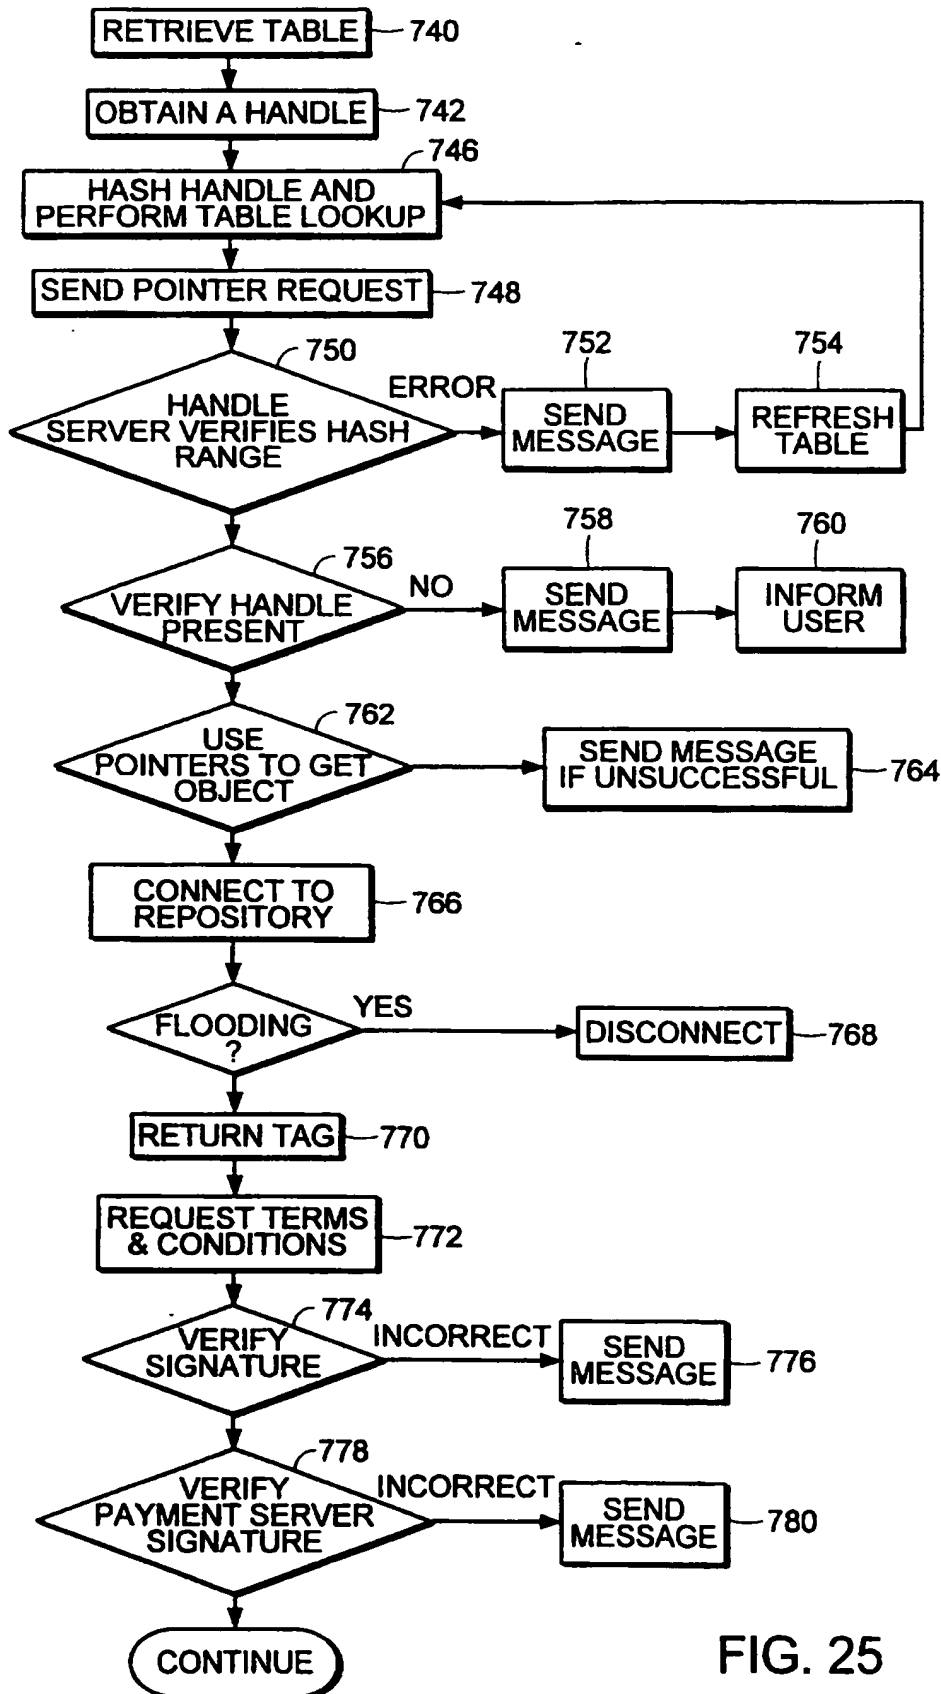 RETRIEVE TABLE 740
OBTAIN A HANDLE 742
746
HASH HANDLE AND
PERFORM TABLE LOOKUP
SEND POINTER REQUEST 748
750
HANDLE
SERVER VERIFIES HASH
RANGE
ERROR
752
SEND
MESSAGE
754
REFRESH
TABLE
756
VERIFY HANDLE
PRESENT
NO
758
SEND
MESSAGE
760
INFORM
USER
762
USE
POINTERS TO GET
OBJECT
SEND MESSAGE
IF UNSUCCESSFUL
764
CONNECT TO
REPOSITORY
766
FLOODING
?
YES
DISCONNECT 768
RETURN TAG 770
REQUEST TERMS
& CONDITIONS
772
774
VERIFY
SIGNATURE
INCORRECT
SEND
MESSAGE
776
778
VERIFY
PAYMENT SERVER
SIGNATURE
INCORRECT
SEND
MESSAGE
780
CONTINUE
FIG. 25